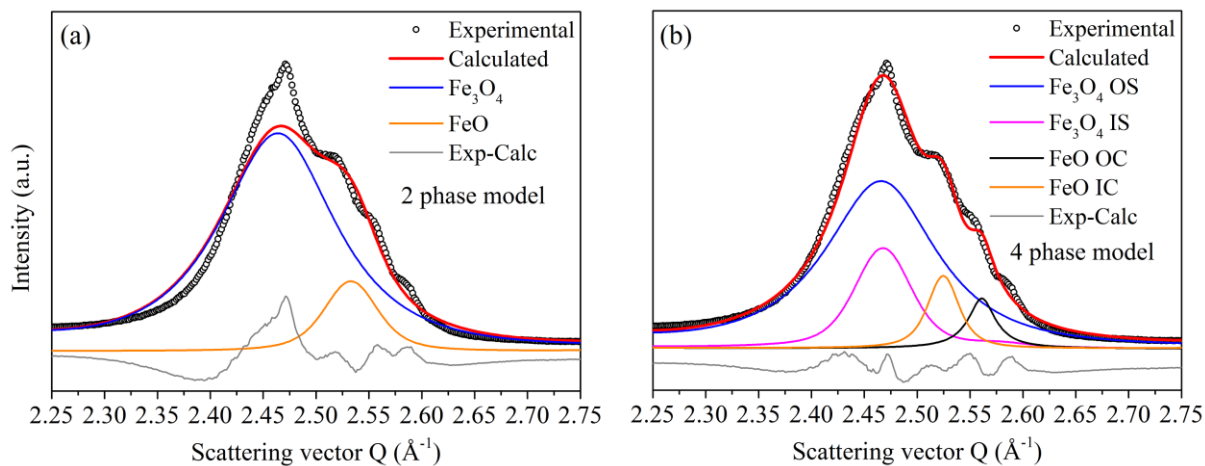 (a)
Experimental
Calculated
Fe₃O₄
FeO
Exp-Calc
2 phase model
Intensity (a.u.)
2.25 2.30 2.35 2.40 2.45 2.50 2.55 2.60 2.65 2.70 2.75
Scattering vector Q (Å⁻¹)
(b)
Experimental
Calculated
Fe₃O₄ OS
Fe₃O₄ IS
FeO OC
FeO IC
Exp-Calc
4 phase model
2.25 2.30 2.35 2.40 2.45 2.50 2.55 2.60 2.65 2.70 2.75
Scattering vector Q (Å⁻¹)